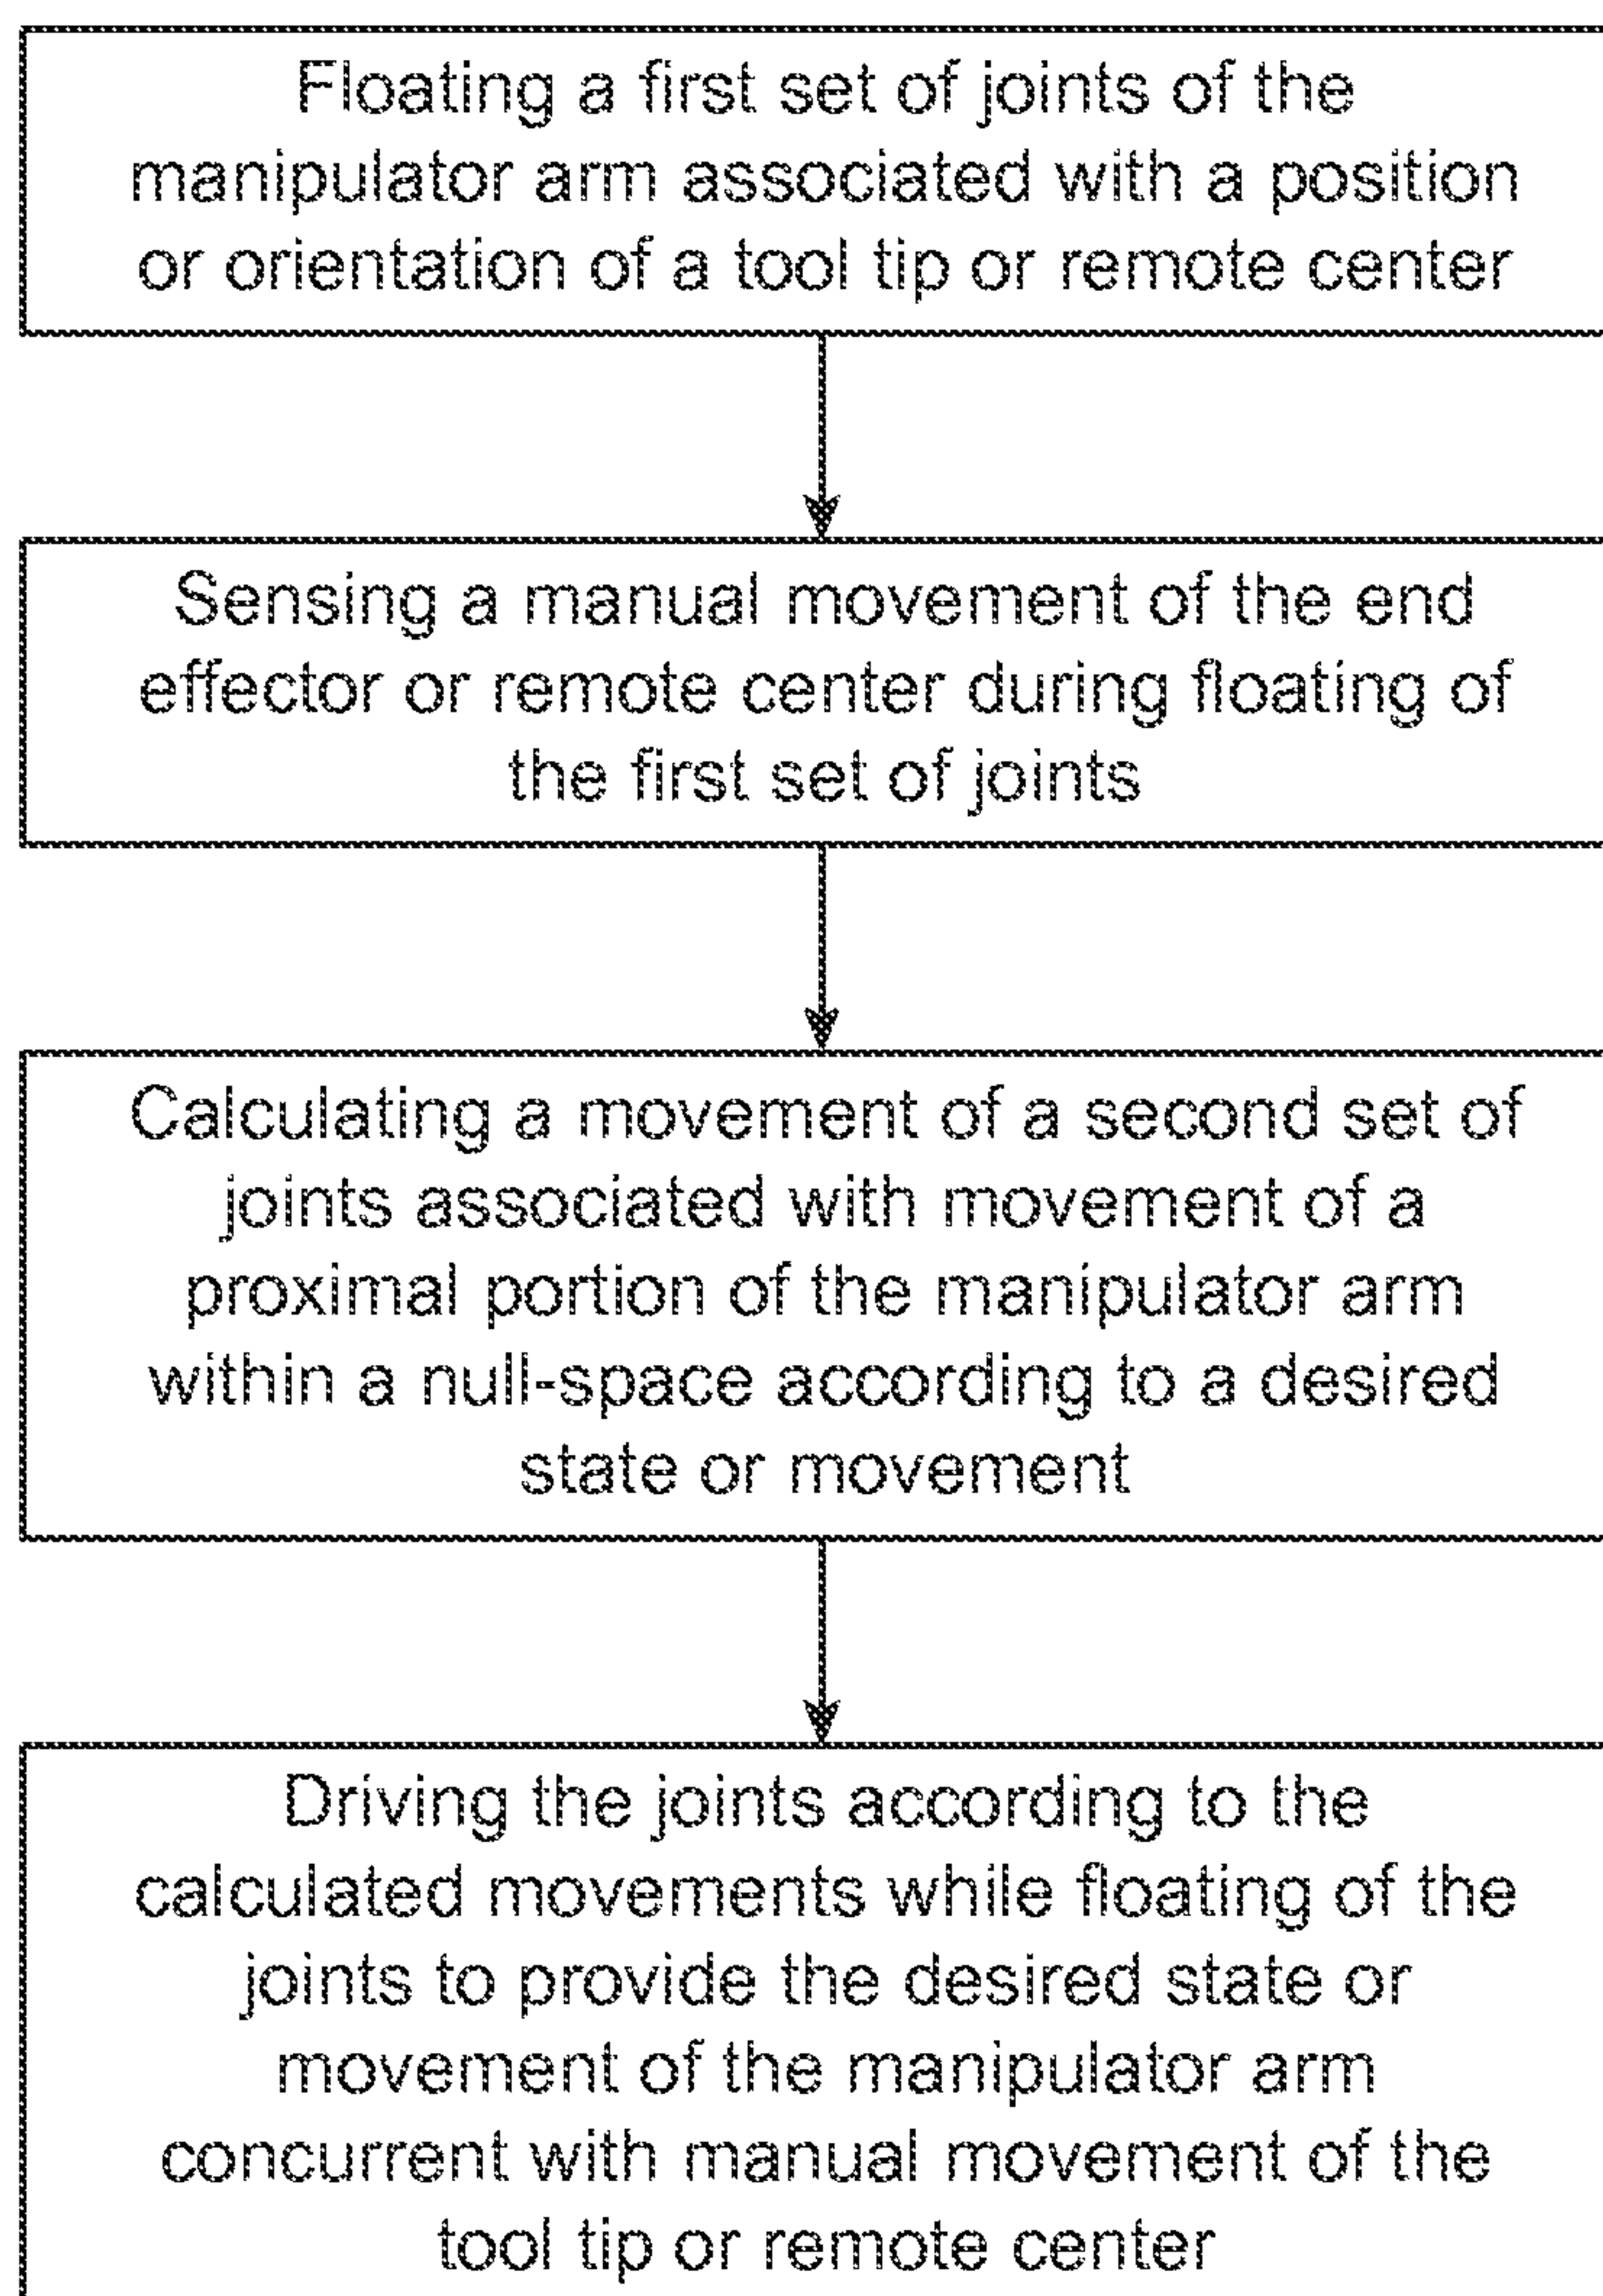 Floating a first set of joints of the
manipulator arm associated with a position
or orientation of a tool tip or remote center
Sensing a manual movement of the end
effector or remote center during floating of
the first set of joints
Calculating a movement of a second set of
joints associated with movement of a
proximal portion of the manipulator arm
within a null-space according to a desired
state or movement
Driving the joints according to the
calculated movements while floating of the
joints to provide the desired state or
movement of the manipulator arm
concurrent with manual movement of the
tool tip or remote center